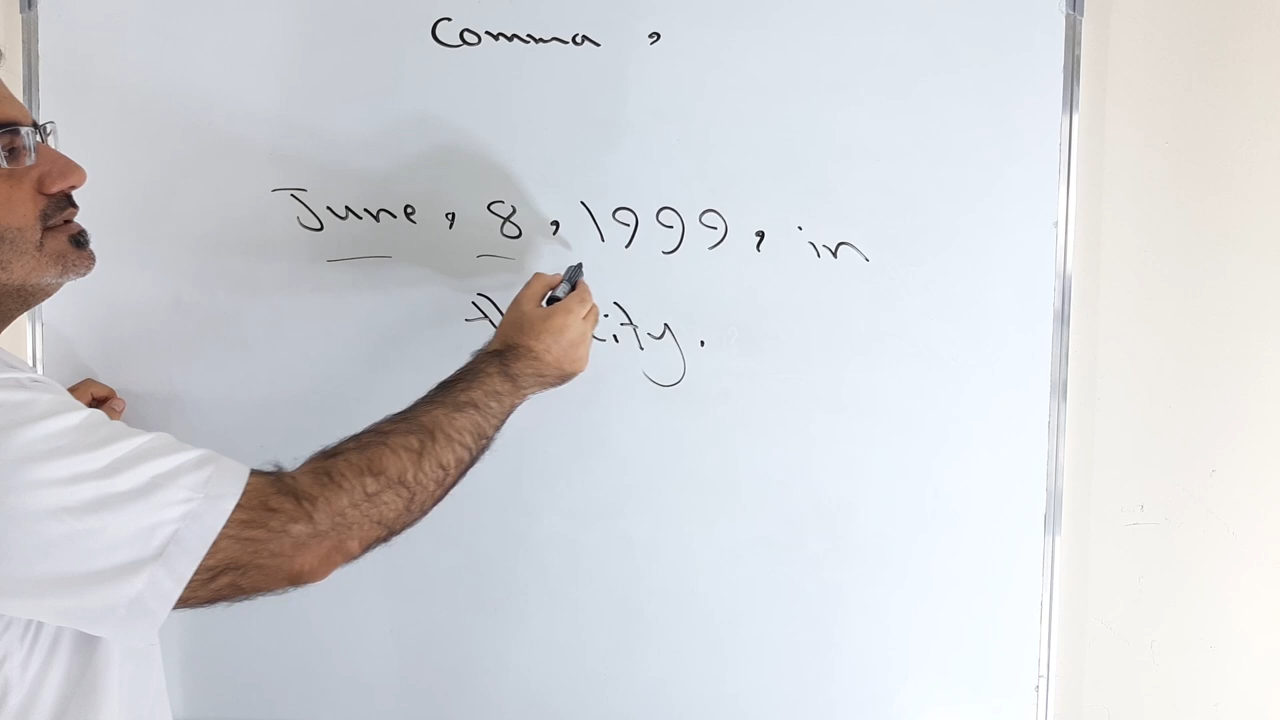 Comma ,
June, 8, 1999, in
city.